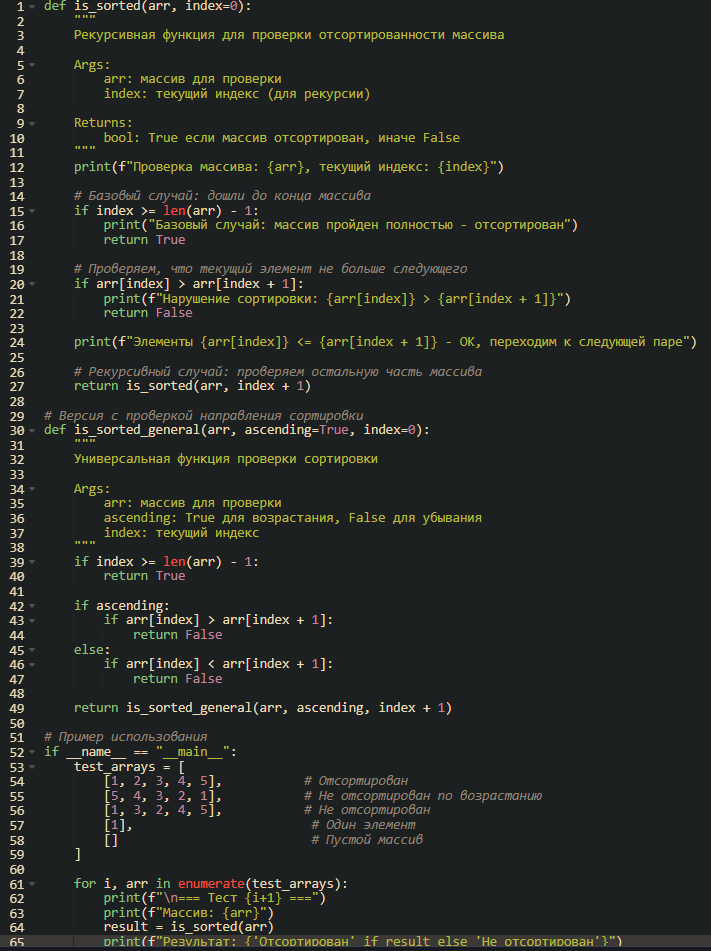 1 def is_sorted(arr, index=0):
2     """
3     Рекурсивная функция для проверки отсортированности массива
4
5     Args:
6         arr: массив для проверки
7         index: текущий индекс (для рекурсии)
8
9     Returns:
10         bool: True если массив отсортирован, иначе False
11     """
12     print(f"Проверка массива: {arr}, текущий индекс: {index}")
13
14     # Базовый случай: дошли до конца массива
15     if index >= len(arr) - 1:
16         print("Базовый случай: массив пройден полностью - отсортирован")
17         return True
18
19     # Проверяем, что текущий элемент не больше следующего
20     if arr[index] > arr[index + 1]:
21         print(f"Нарушение сортировки: {arr[index]} > {arr[index + 1]}")
22         return False
23
24     print(f"Элементы {arr[index]} <= {arr[index + 1]} - OK, переходим к следующей паре")
25
26     # Рекурсивный случай: проверяем остальную часть массива
27     return is_sorted(arr, index + 1)
28
29 # Версия с проверкой направления сортировки
30 def is_sorted_general(arr, ascending=True, index=0):
31     """
32     Универсальная функция проверки сортировки
33
34     Args:
35         arr: массив для проверки
36         ascending: True для возрастания, False для убывания
37         index: текущий индекс
38     """
39     if index >= len(arr) - 1:
40         return True
41
42     if ascending:
43         if arr[index] > arr[index + 1]:
44             return False
45     else:
46         if arr[index] < arr[index + 1]:
47             return False
48
49     return is_sorted_general(arr, ascending, index + 1)
50
51 # Пример использования
52 if __name__ == "__main__":
53     test_arrays = [
54         [1, 2, 3, 4, 5],           # Отсортирован
55         [5, 4, 3, 2, 1],           # Не отсортирован по возрастанию
56         [1, 3, 2, 4, 5],           # Не отсортирован
57         [1],                        # Один элемент
58         []                          # Пустой массив
59     ]
60
61     for i, arr in enumerate(test_arrays):
62         print(f"\n=== Тест {i+1} ===")
63         print(f"Массив: {arr}")
64         result = is_sorted(arr)
65         print(f"Результат: {'Отсортирован' if result else 'Не отсортирован'}")